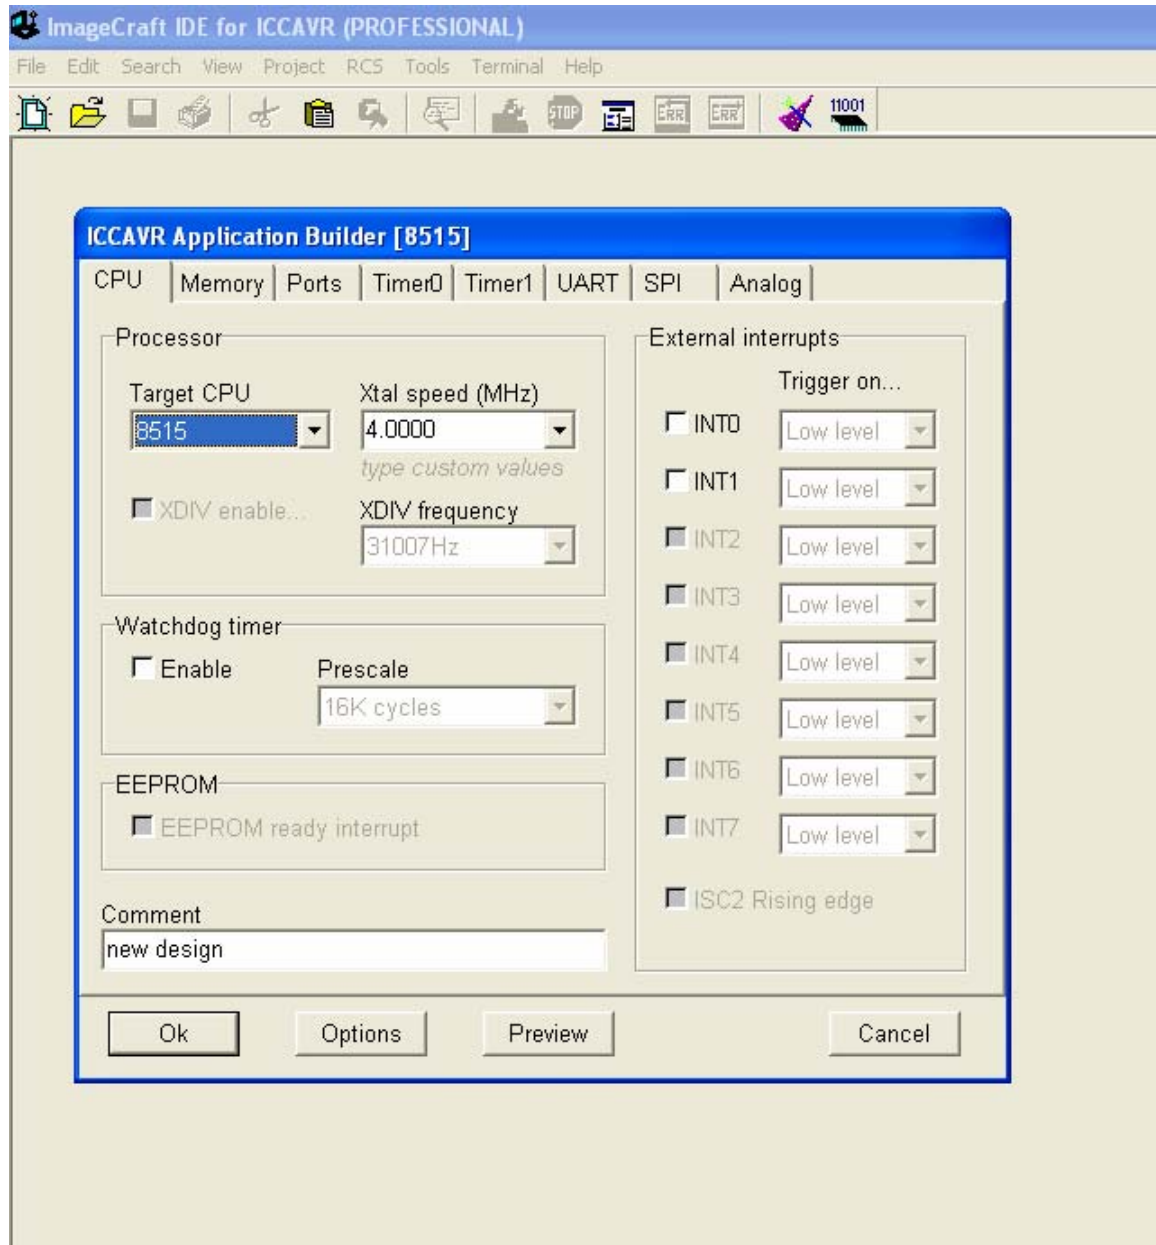 ImageCraft IDE for ICCAVR (PROFESSIONAL)
File Edit Search View Project RCS Tools Terminal Help
STOP ERR ERR 11001
ICCAVR Application Builder [8515]
CPU Memory Ports Timer0 Timer1 UART SPI Analog
Processor
Target CPU Xtal speed (MHz)
8515 4.0000
type custom values
XDIV enable... XDIV frequency
31007Hz
Watchdog timer
Enable Prescale
16K cycles
EEPROM
EEPROM ready interrupt
Comment
new design
External interrupts
Trigger on...
INT0 Low level
INT1 Low level
INT2 Low level
INT3 Low level
INT4 Low level
INT5 Low level
INT6 Low level
INT7 Low level
ISC2 Rising edge
Ok Options Preview Cancel